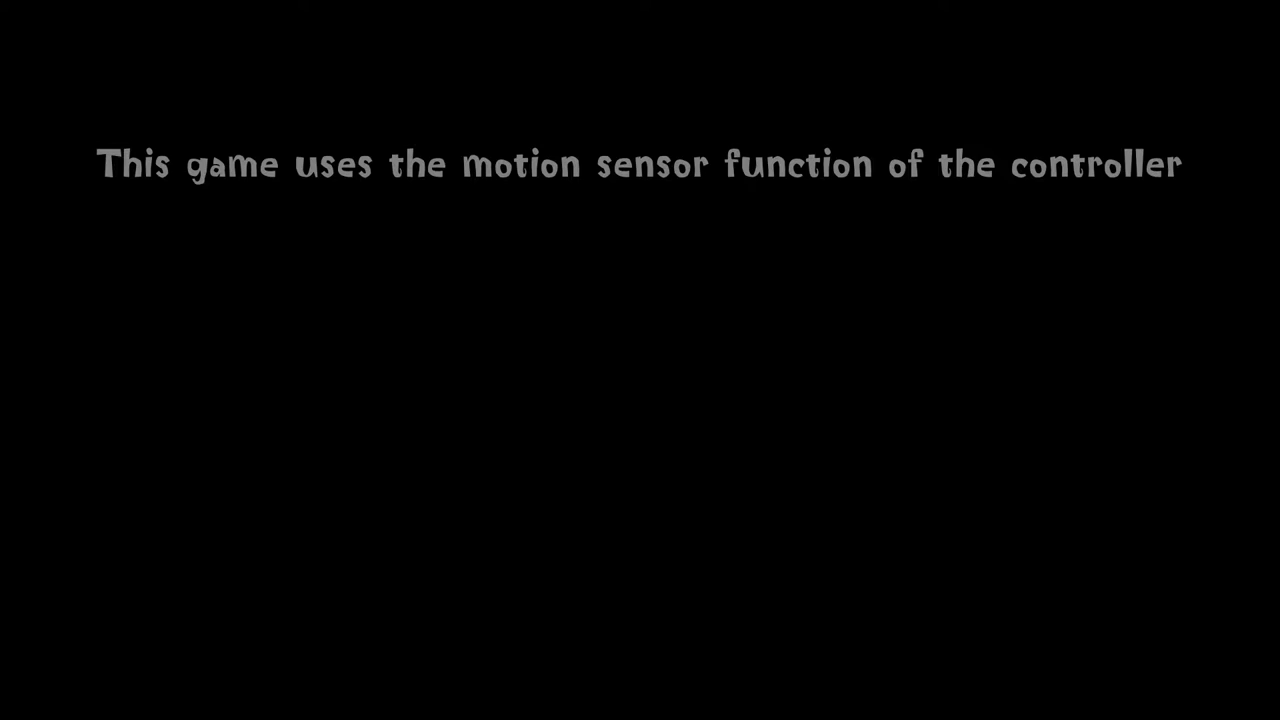 This game uses the motion sensor function of the controller